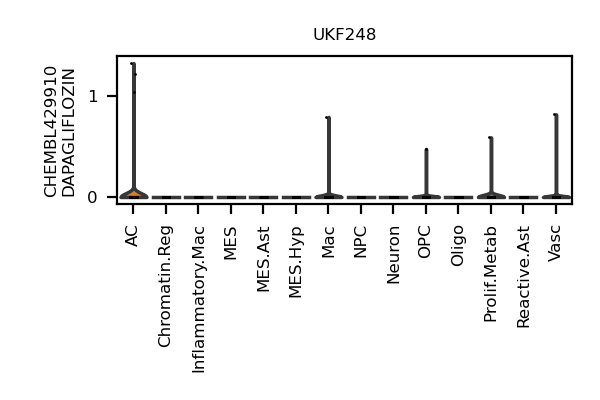 UKF248
CHEMBL429910
DAPAGLIFLOZIN
1
0
AC
Chromatin.Reg
Inflammatory.Mac
MES
MES.Ast
MES.Hyp
Mac
NPC
Neuron
OPC
Oligo
Prolif.Metab
Reactive.Ast
Vasc